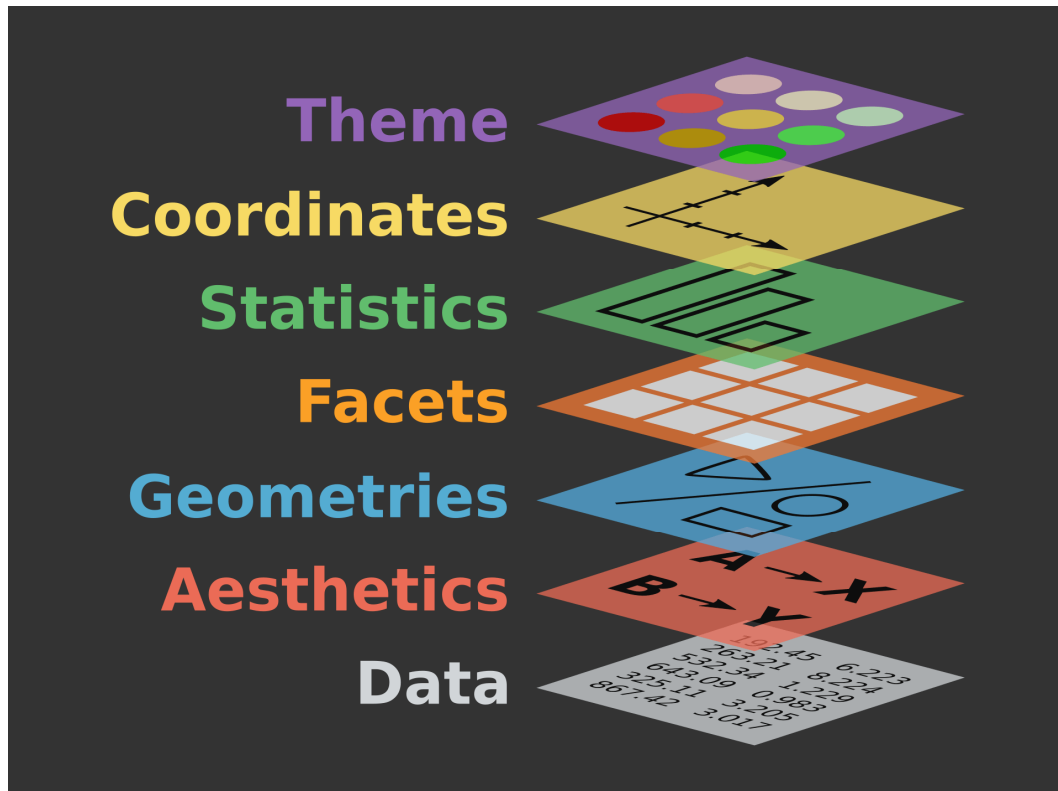 Theme
Coordinates
Statistics
Facets
Geometries
Aesthetics
A → X
B → Y
Data
192.45 6.223
263.21 8.224
532.34 1.229
643.09 0.983
325.11 3.205
867.42 3.017